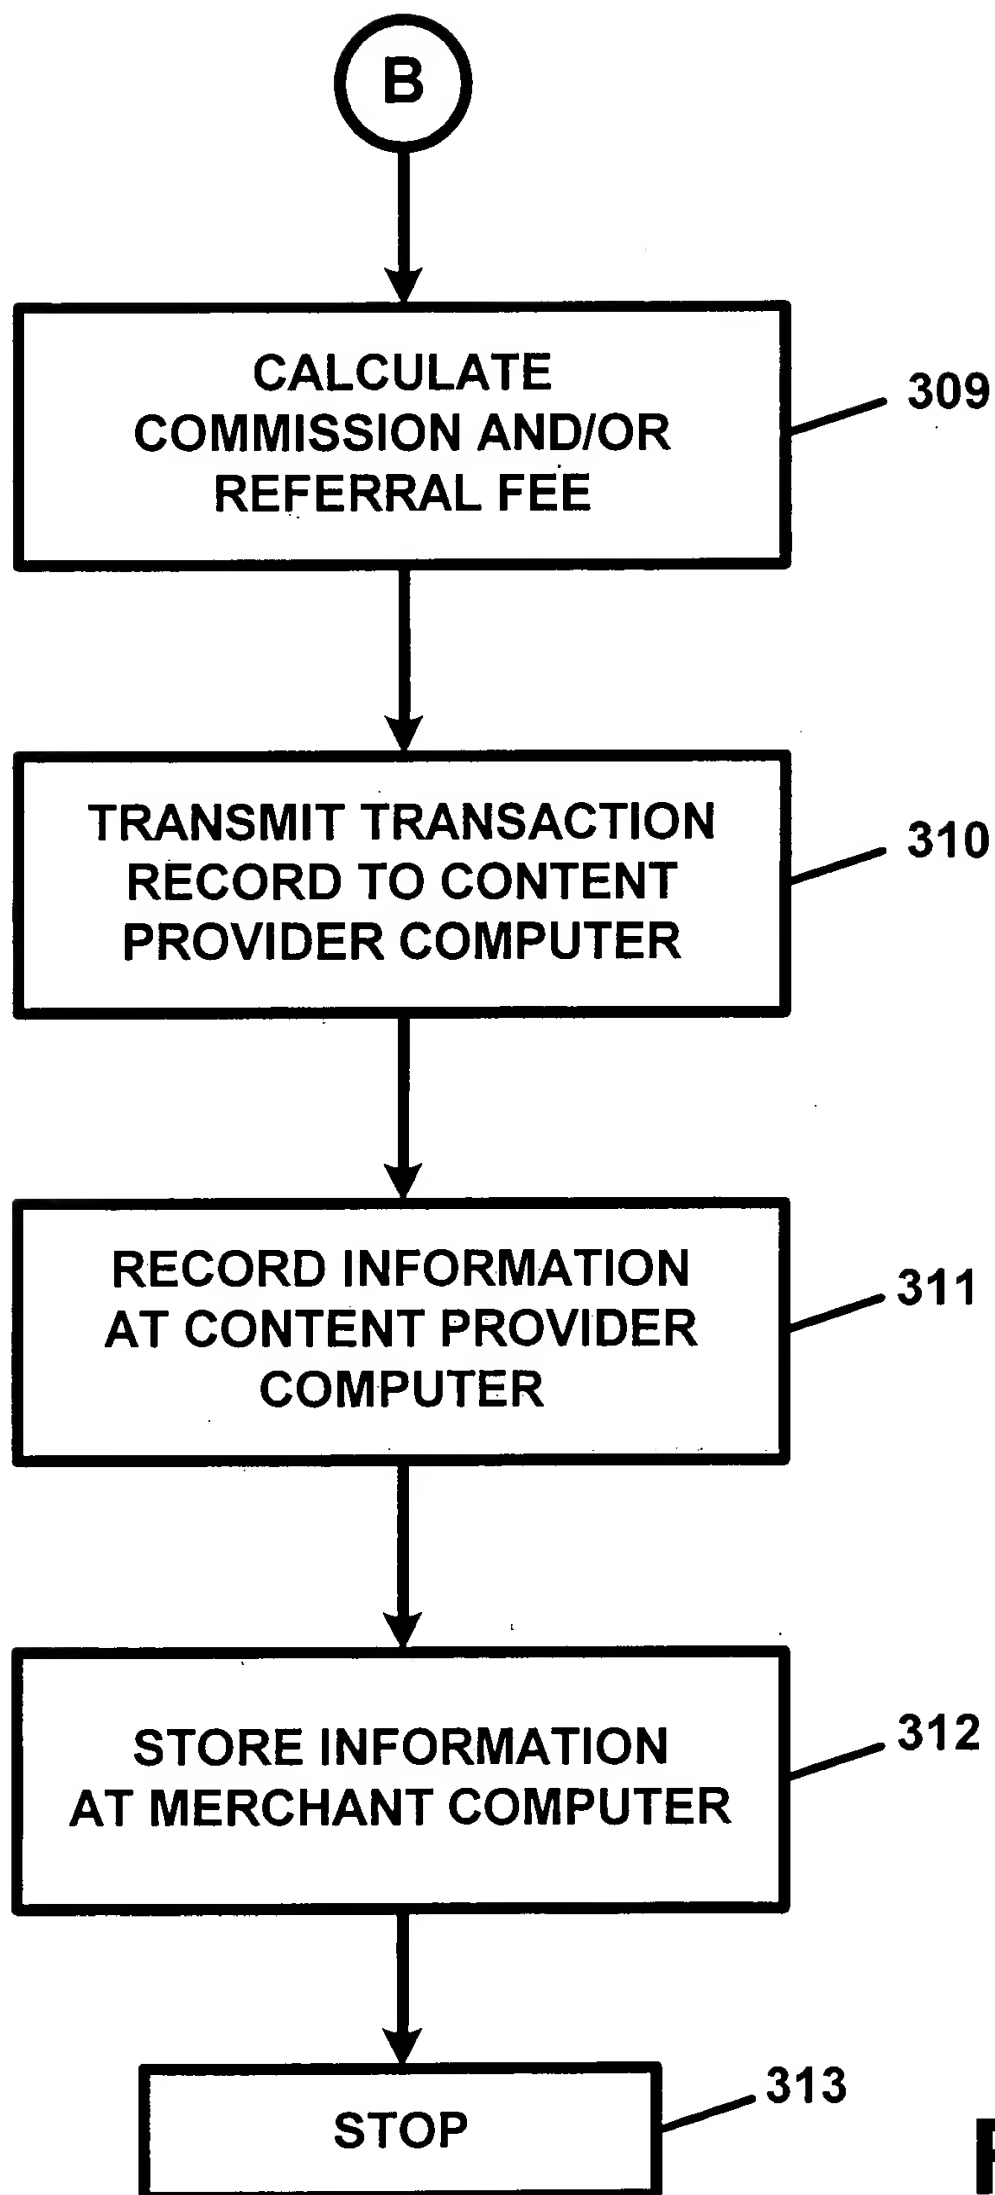 B
CALCULATE
COMMISSION AND/OR
REFERRAL FEE
309
TRANSMIT TRANSACTION
RECORD TO CONTENT
PROVIDER COMPUTER
310
RECORD INFORMATION
AT CONTENT PROVIDER
COMPUTER
311
STORE INFORMATION
AT MERCHANT COMPUTER
312
STOP
313